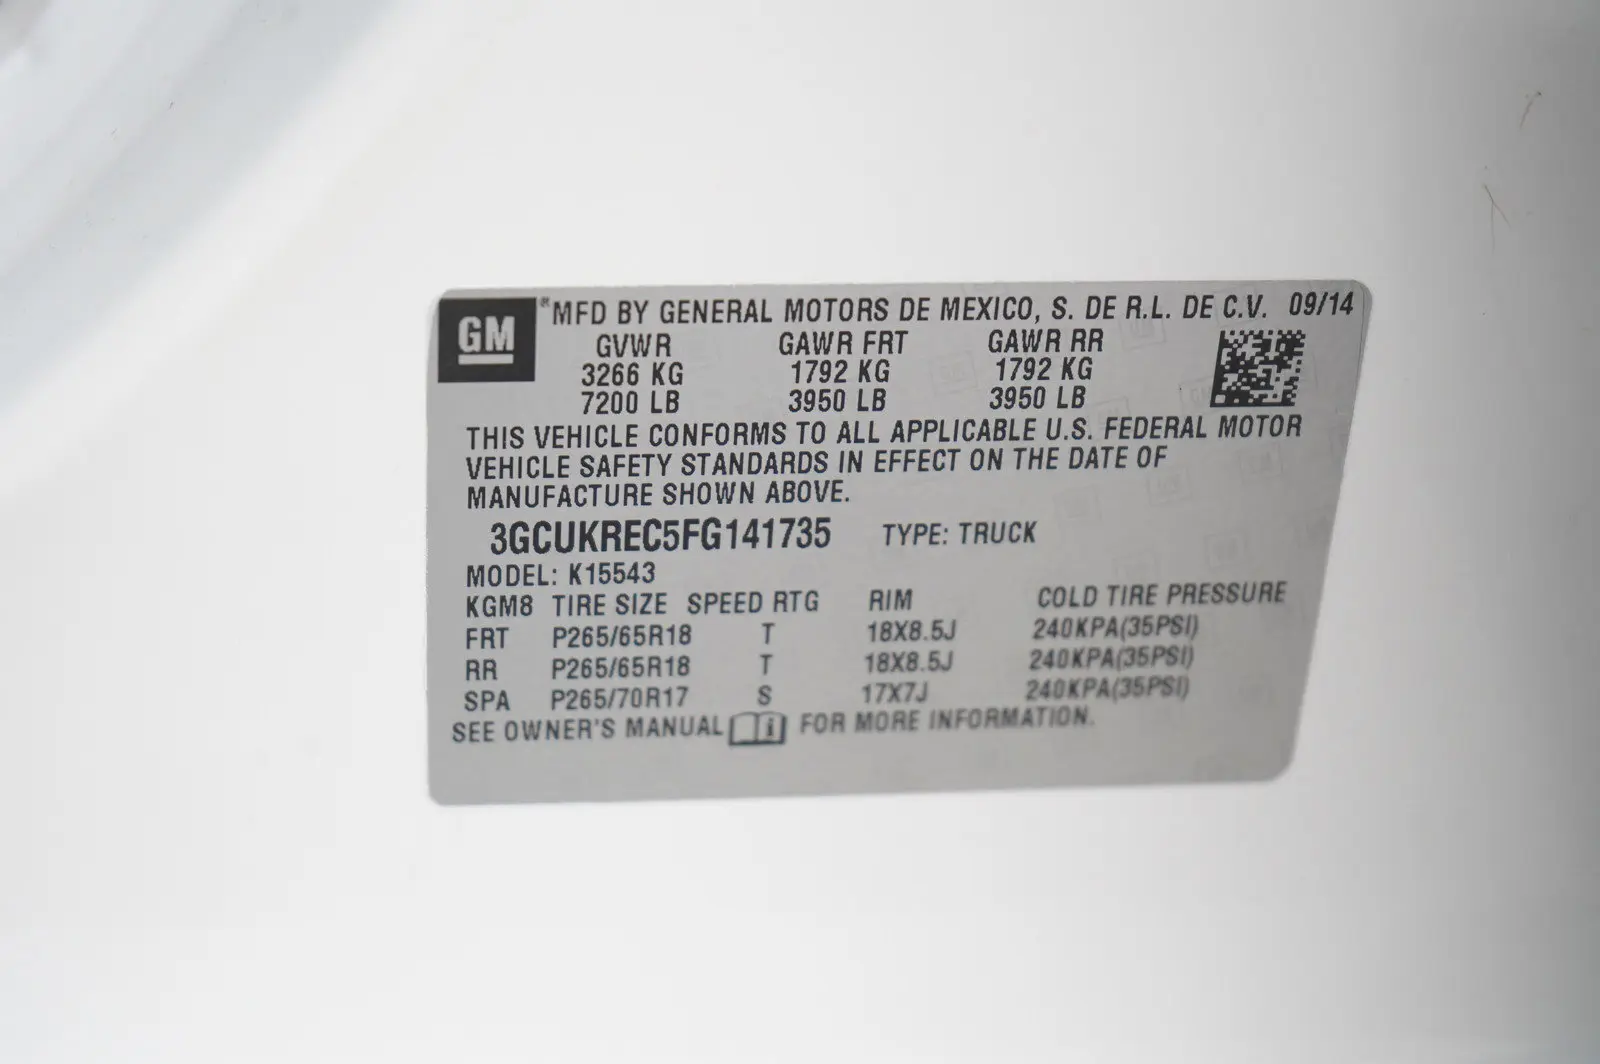 GM ® MFD BY GENERAL MOTORS DE MEXICO, S. DE R.L. DE C.V. 09/14
GVWR GAWR FRT GAWR RR
3266 KG 1792 KG 1792 KG
7200 LB 3950 LB 3950 LB
THIS VEHICLE CONFORMS TO ALL APPLICABLE U.S. FEDERAL MOTOR
VEHICLE SAFETY STANDARDS IN EFFECT ON THE DATE OF
MANUFACTURE SHOWN ABOVE.
3GCUKREC5FG141735 TYPE: TRUCK
MODEL: K15543
KGM8 TIRE SIZE SPEED RTG RIM COLD TIRE PRESSURE
FRT P265/65R18 T 18X8.5J 240KPA(35PSI)
RR P265/65R18 T 18X8.5J 240KPA(35PSI)
SPA P265/70R17 S 17X7J 240KPA(35PSI)
SEE OWNER'S MANUAL i FOR MORE INFORMATION.